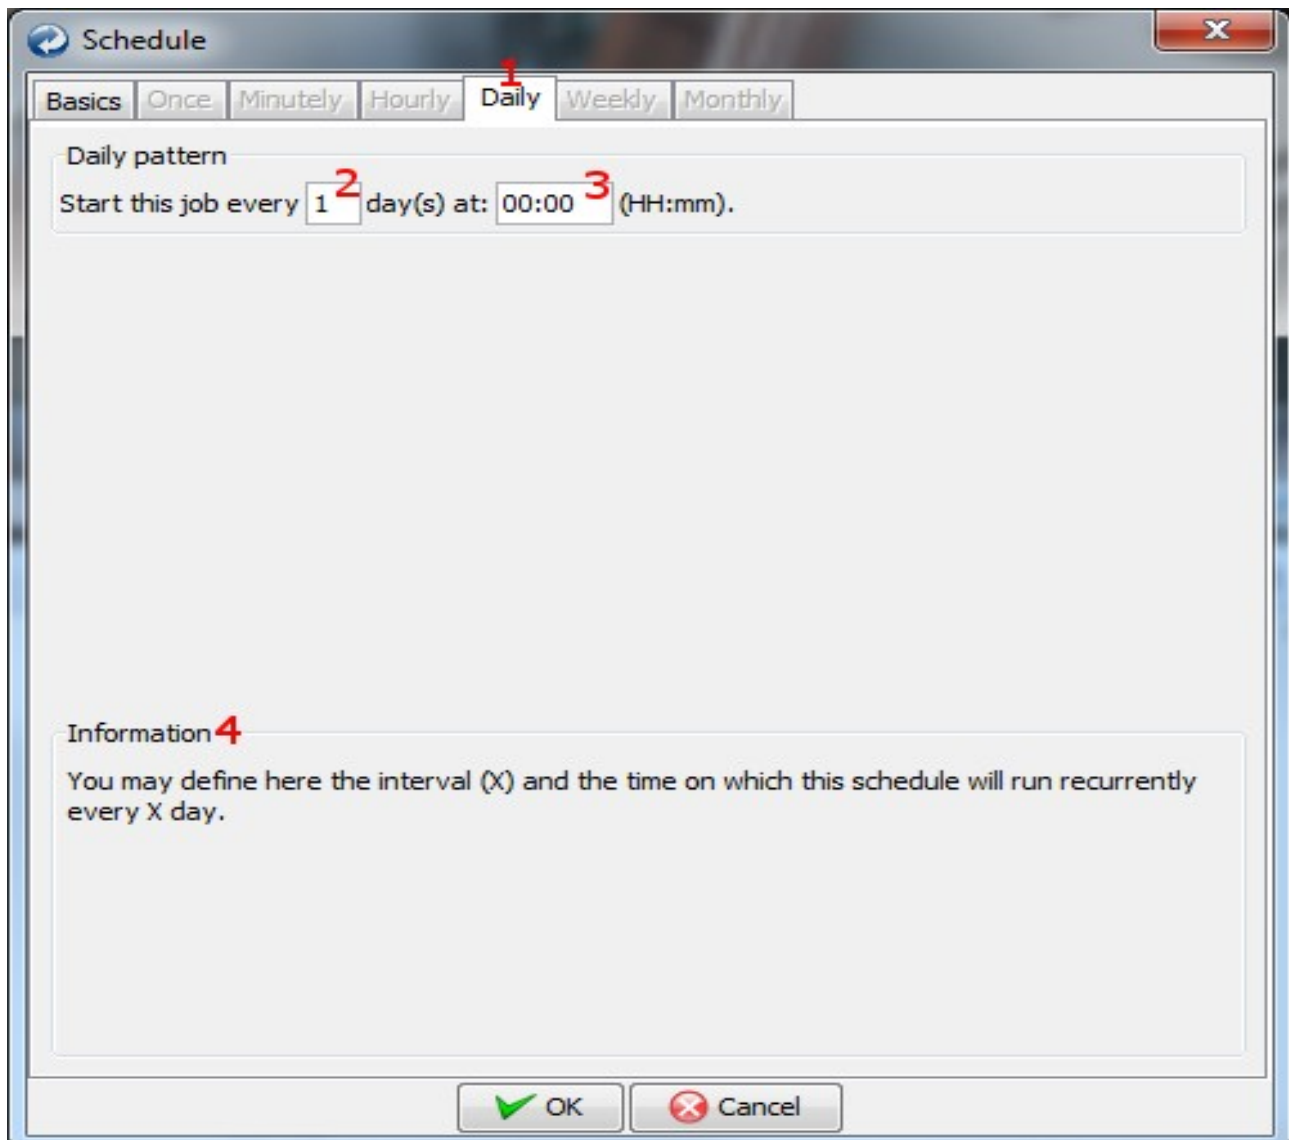 Schedule
1
Basics Once Minutely Hourly Daily Weekly Monthly
Daily pattern
Start this job every 1 2 day(s) at: 00:00 3 (HH:mm).
Information 4
You may define here the interval (X) and the time on which this schedule will run recurrently
every X day.
OK Cancel